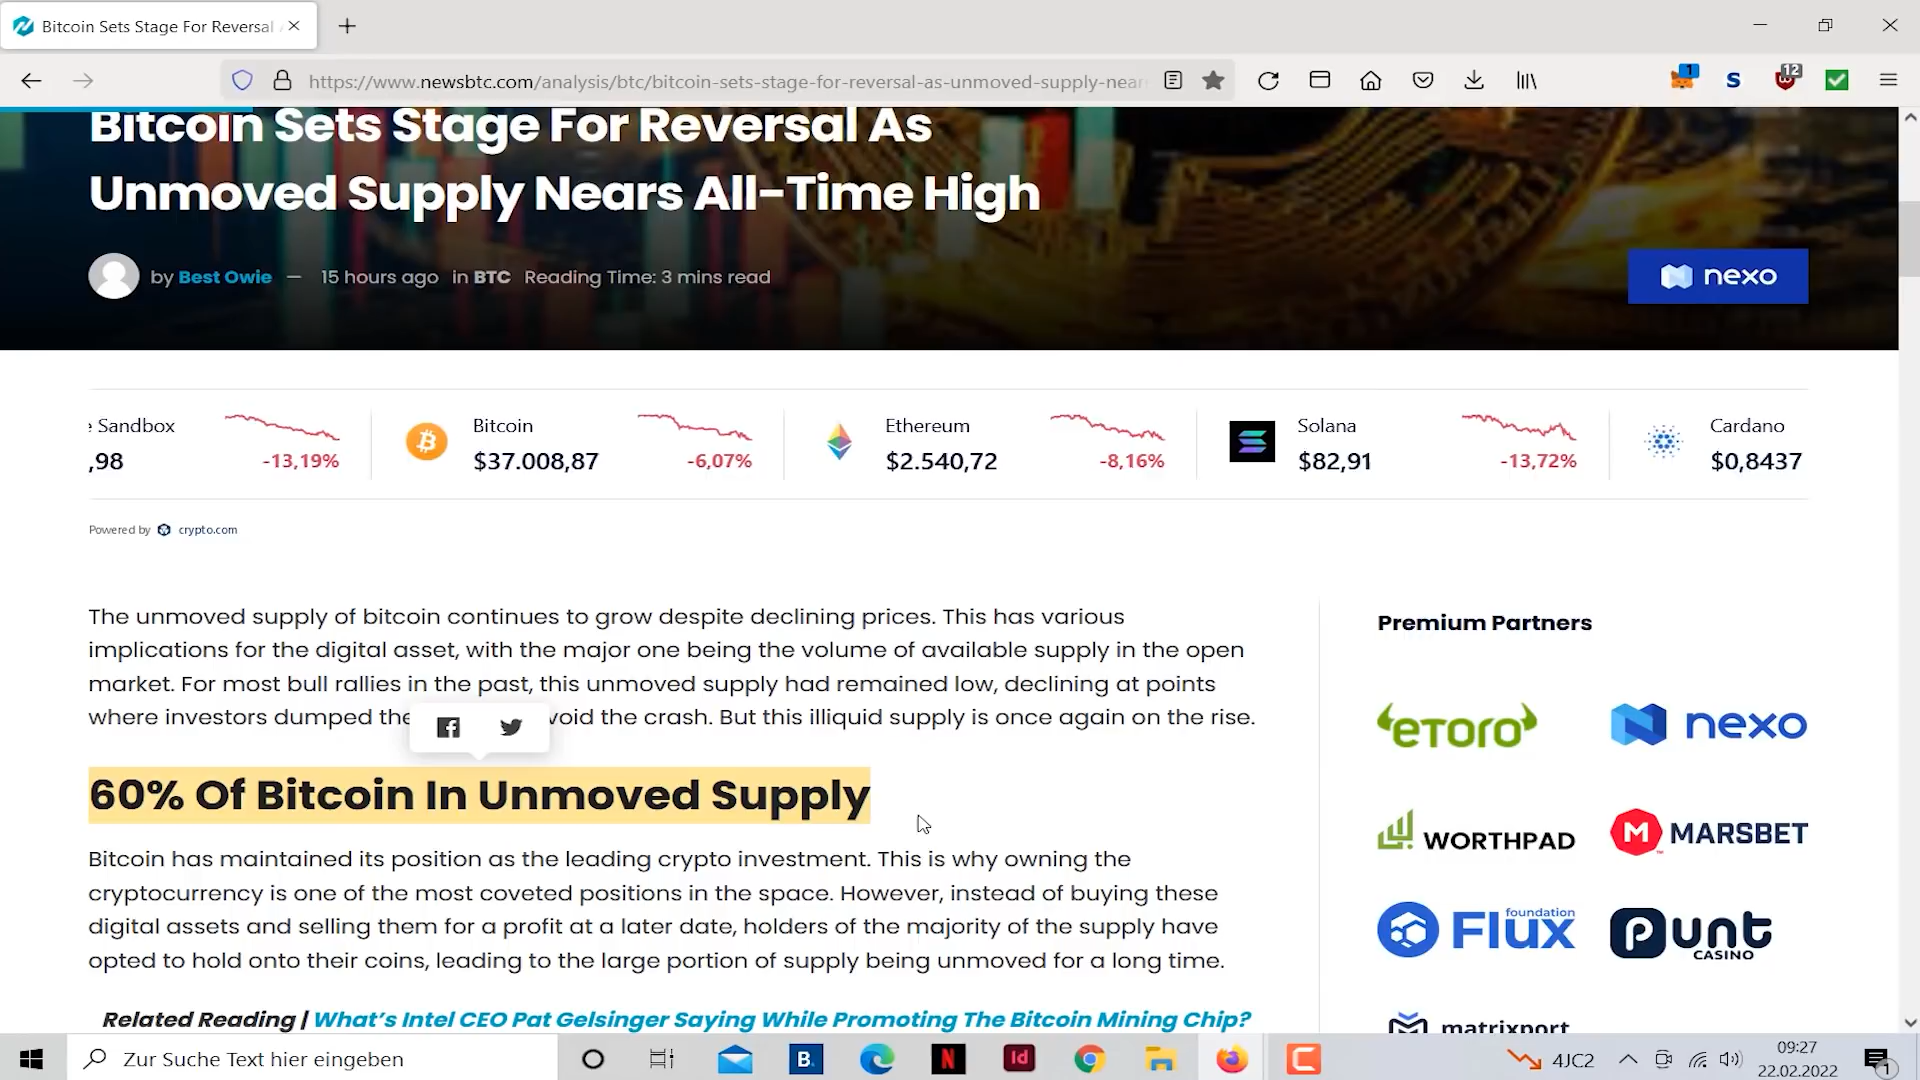 Bitcoin Sets Stage For Reversal
https://www.newsbtc.com/analysis/btc/bitcoin-sets-stage-for-reversal-as-unmoved-supply-near
1
S
12
Bitcoin Sets Stage For Reversal As
Unmoved Supply Nears All-Time High
by Best Owie — 15 hours ago in BTC Reading Time: 3 mins read
nexo
e Sandbox
,98 -13,19%
Bitcoin
$37.008,87 -6,07%
Ethereum
$2.540,72 -8,16%
Solana
$82,91 -13,72%
Cardano
$0,8437
Powered by crypto.com
The unmoved supply of bitcoin continues to grow despite declining prices. This has various
implications for the digital asset, with the major one being the volume of available supply in the open
market. For most bull rallies in the past, this unmoved supply had remained low, declining at points
where investors dumped the void the crash. But this illiquid supply is once again on the rise.
60% Of Bitcoin In Unmoved Supply
Bitcoin has maintained its position as the leading crypto investment. This is why owning the
cryptocurrency is one of the most coveted positions in the space. However, instead of buying these
digital assets and selling them for a profit at a later date, holders of the majority of the supply have
opted to hold onto their coins, leading to the large portion of supply being unmoved for a long time.
Related Reading | What's Intel CEO Pat Gelsinger Saying While Promoting The Bitcoin Mining Chip?
Premium Partners
eToro
nexo
WORTHPAD
M MARSBET
Flux foundation
Punt CASINO
matrixport
Zur Suche Text hier eingeben
B.
N
Id
C
4JC2
09:27
22.02.2022
1